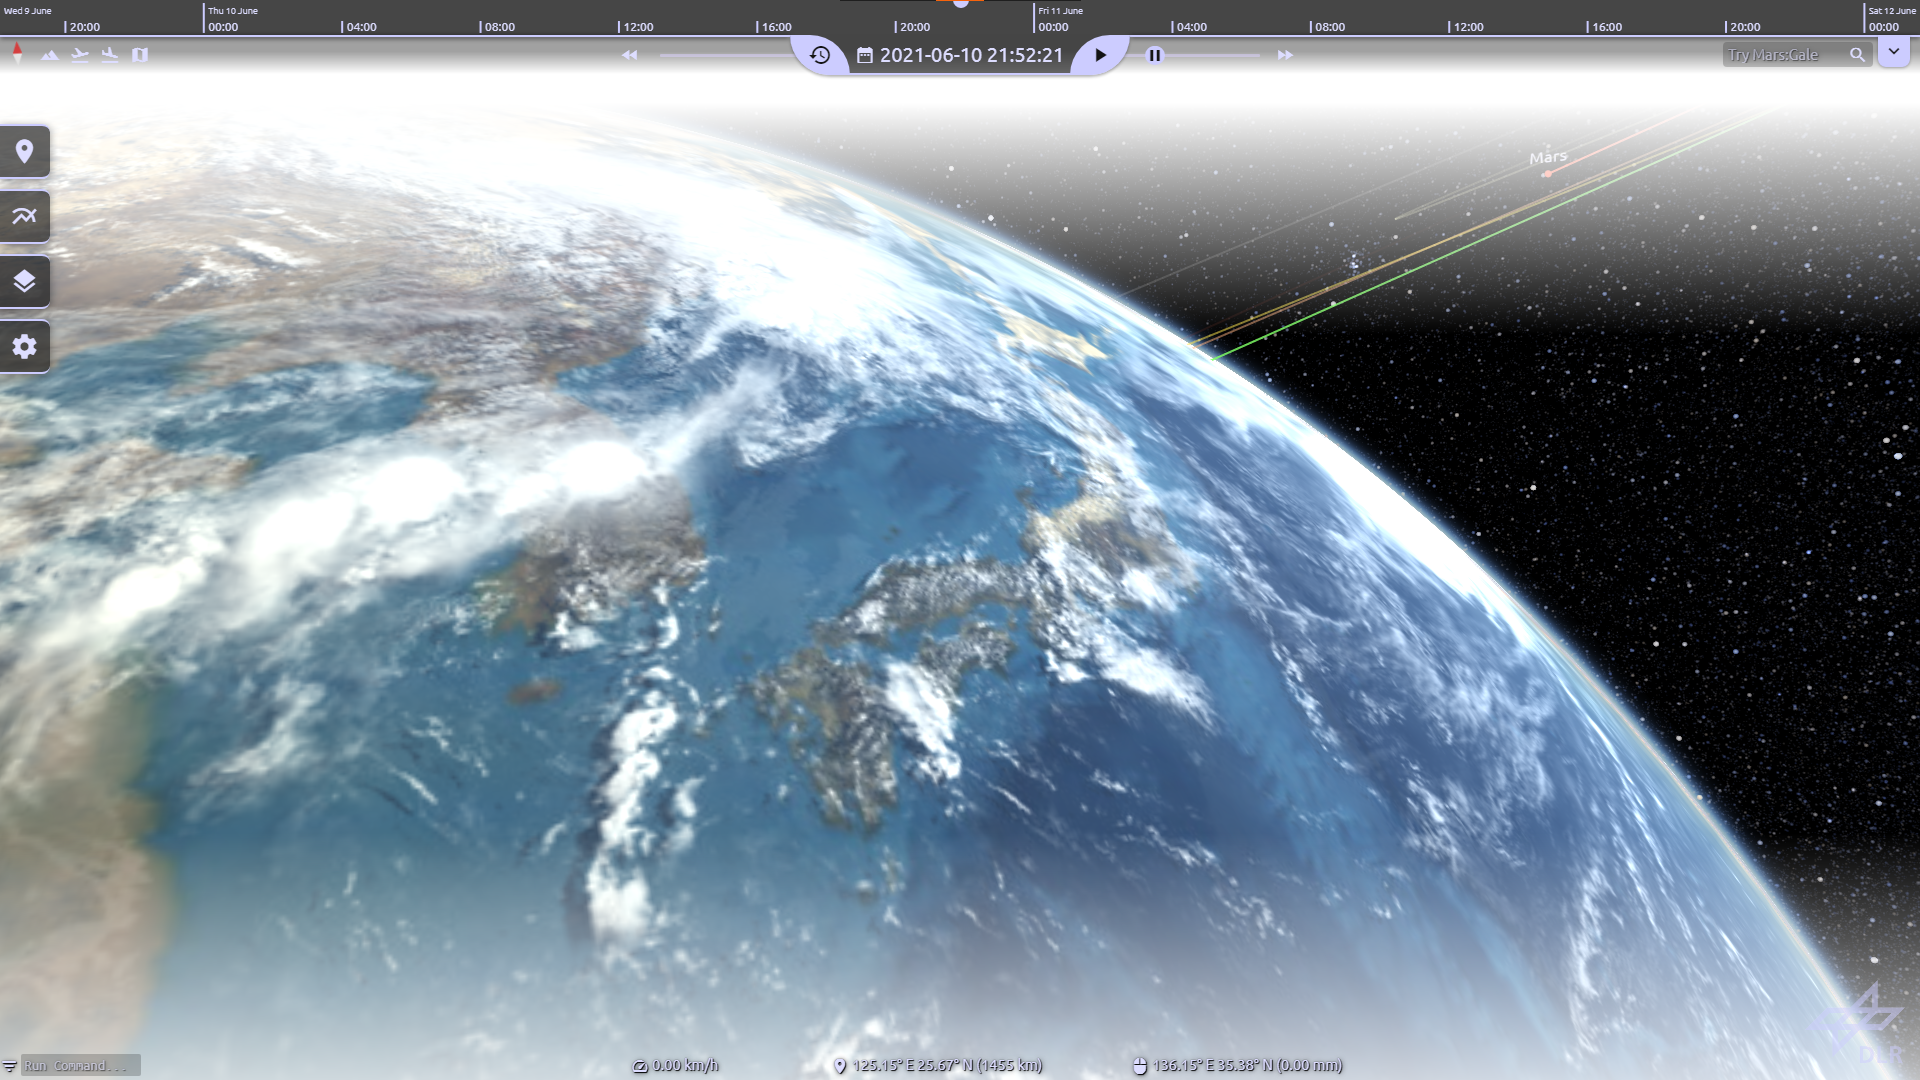 Wed 9 June
Thu 10 June
Fri 11 June
Sat 12 June
20:00
00:00
04:00
08:00
12:00
16:00
20:00
00:00
04:00
08:00
12:00
16:00
20:00
00:00
2021-06-10 21:52:21
Try Mars:Gale
Mars
DLR
Run Command...
0.00 km/h
125.15° E 25.67° N (1455 km)
136.15° E 35.38° N (0.00 mm)